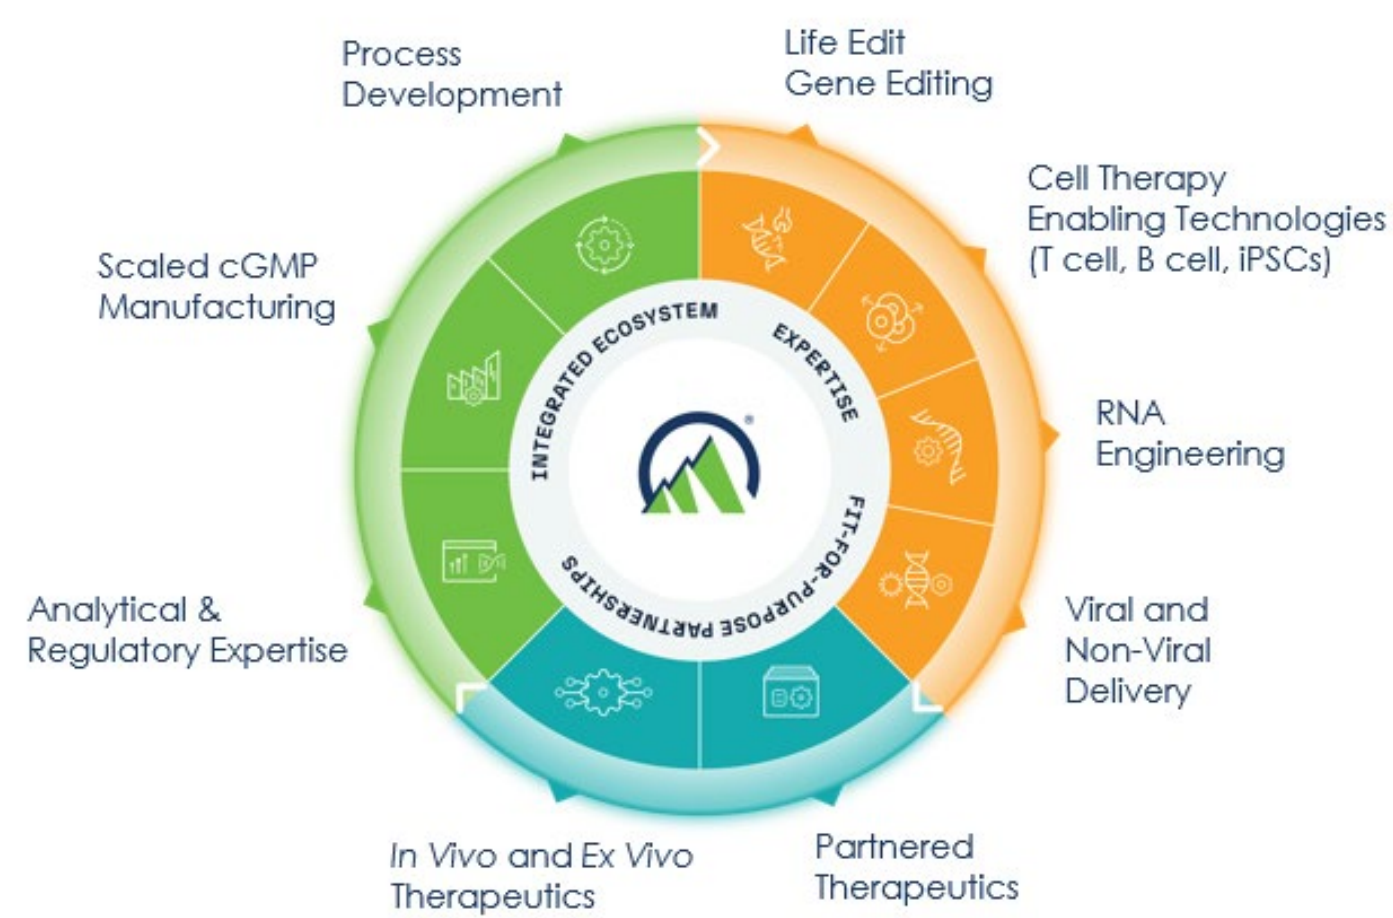 Process
Development
Life Edit
Gene Editing
Cell Therapy
Enabling Technologies
(T cell, B cell, iPSCs)
Scaled cGMP
Manufacturing
INTEGRATED ECOSYSTEM
EXPERTISE
®
RNA
Engineering
FIT-FOR-PURPOSE PARTNERSHIPS
Analytical &
Regulatory Expertise
Viral and
Non-Viral
Delivery
In Vivo and Ex Vivo
Therapeutics
Partnered
Therapeutics